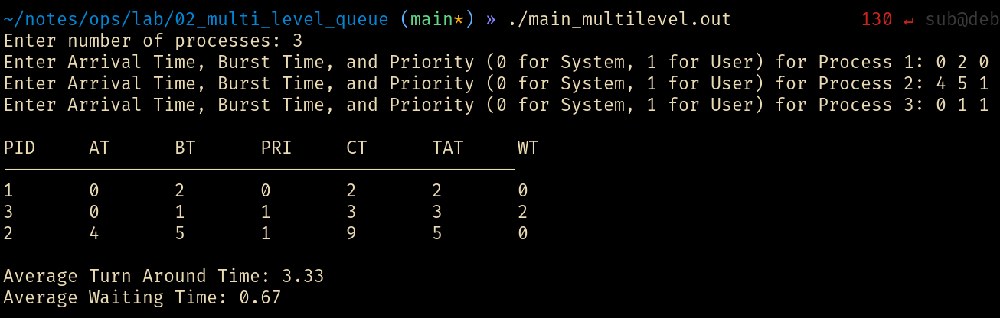 ~/notes/ops/lab/02_multi_level_queue (main*) » ./main_multilevel.out 130 ↵ sub@deb
Enter number of processes: 3
Enter Arrival Time, Burst Time, and Priority (0 for System, 1 for User) for Process 1: 0 2 0
Enter Arrival Time, Burst Time, and Priority (0 for System, 1 for User) for Process 2: 4 5 1
Enter Arrival Time, Burst Time, and Priority (0 for System, 1 for User) for Process 3: 0 1 1
PID AT BT PRI CT TAT WT
1 0 2 0 2 2 0
3 0 1 1 3 3 2
2 4 5 1 9 5 0
Average Turn Around Time: 3.33
Average Waiting Time: 0.67